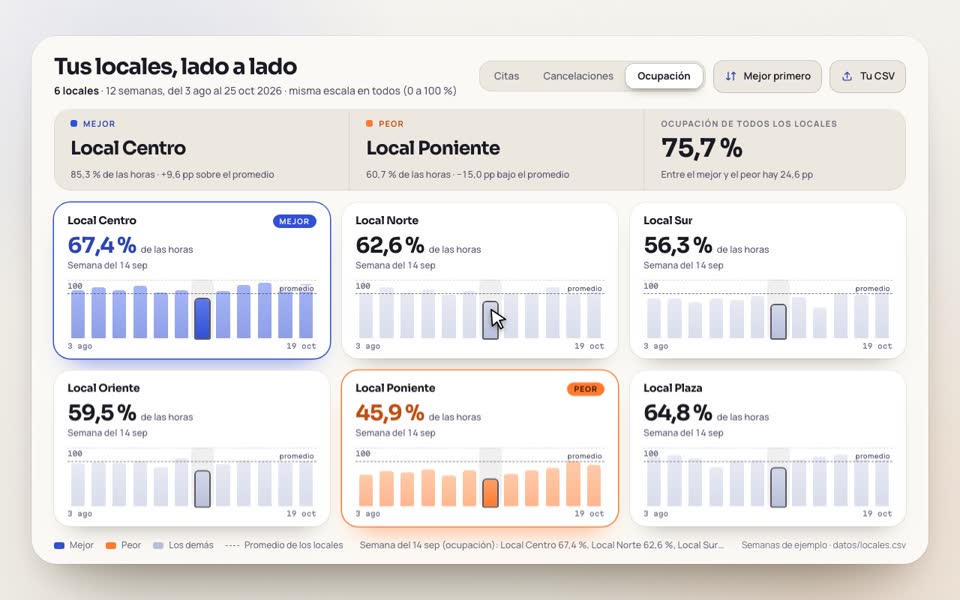 Tus locales, lado a lado
6 locales · 12 semanas, del 3 ago al 25 oct 2026 · misma escala en todos (0 a 100 %)
Citas
Cancelaciones
Ocupación
Mejor primero
Tu CSV
MEJOR
Local Centro
85,3 % de las horas · +9,6 pp sobre el promedio
PEOR
Local Poniente
60,7 % de las horas · −15,0 pp bajo el promedio
OCUPACIÓN DE TODOS LOS LOCALES
75,7 %
Entre el mejor y el peor hay 24,6 pp
Local Centro
MEJOR
67,4 % de las horas
Semana del 14 sep
100
promedio
3 ago
19 oct
Local Norte
62,6 % de las horas
Semana del 14 sep
100
promedio
3 ago
19 oct
Local Sur
56,3 % de las horas
Semana del 14 sep
100
promedio
3 ago
19 oct
Local Oriente
59,5 % de las horas
Semana del 14 sep
100
promedio
3 ago
19 oct
Local Poniente
PEOR
45,9 % de las horas
Semana del 14 sep
100
promedio
3 ago
19 oct
Local Plaza
64,8 % de las horas
Semana del 14 sep
100
promedio
3 ago
19 oct
Mejor
Peor
Los demás
Promedio de los locales
Semana del 14 sep (ocupación): Local Centro 67,4 %, Local Norte 62,6 %, Local Sur...
Semanas de ejemplo · datos/locales.csv